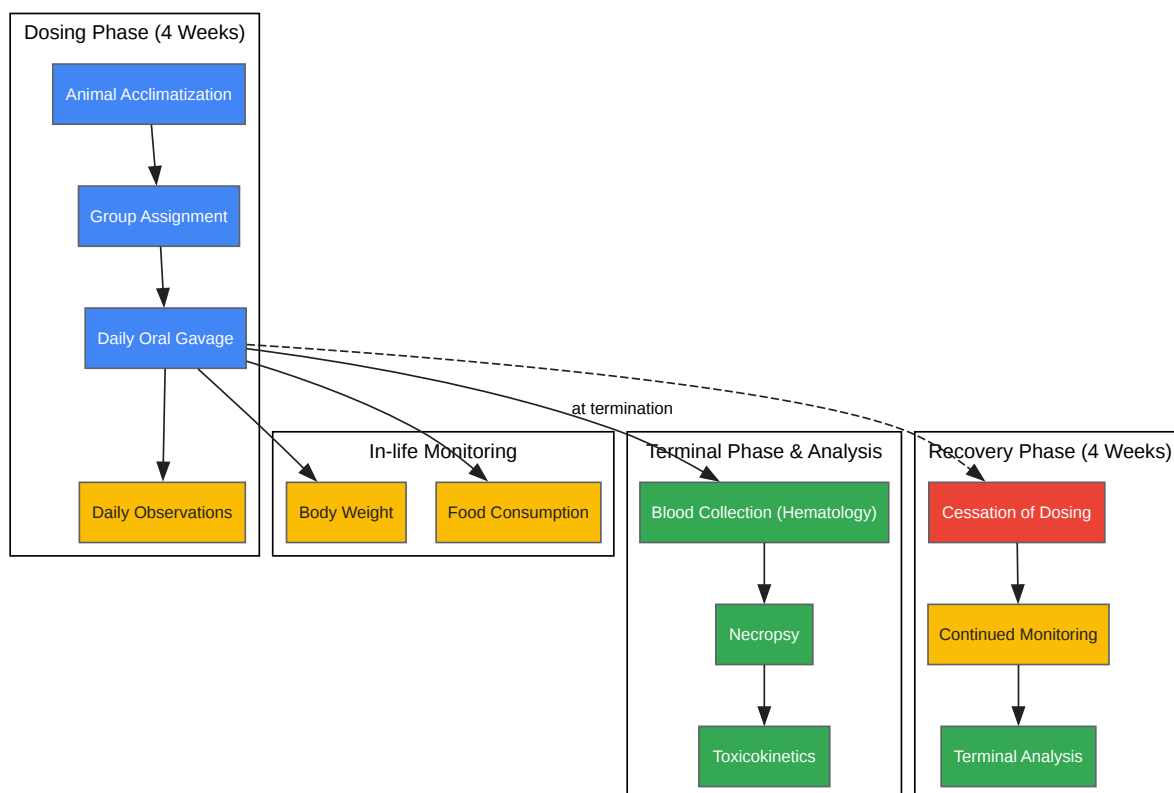 Dosing Phase (4 Weeks)
Animal Acclimatization
Group Assignment
Daily Oral Gavage
Daily Observations
In-life Monitoring
Body Weight
Food Consumption
at termination
Terminal Phase & Analysis
Blood Collection (Hematology)
Necropsy
Toxicokinetics
Recovery Phase (4 Weeks)
Cessation of Dosing
Continued Monitoring
Terminal Analysis